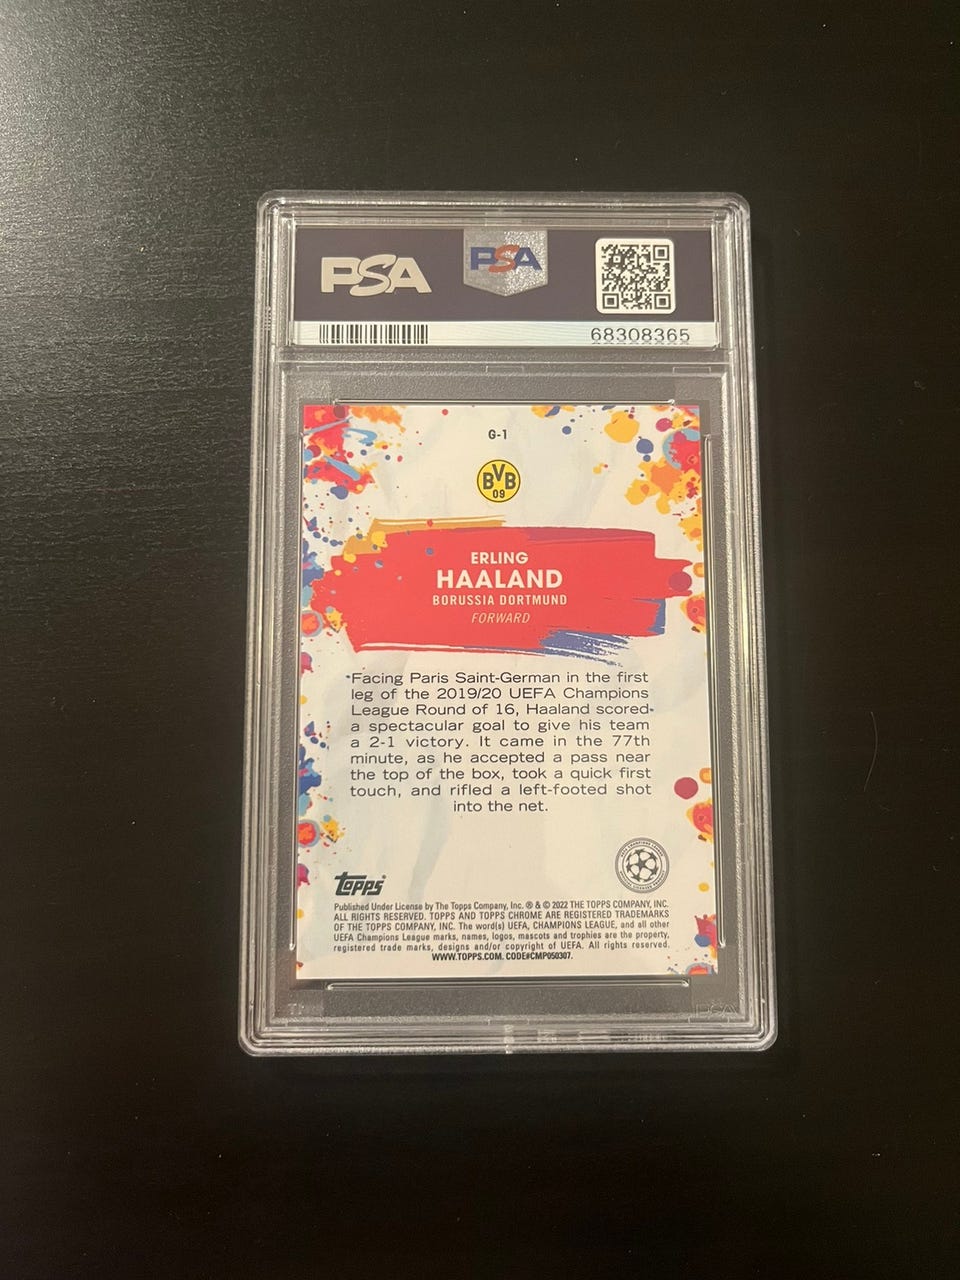 PSA
PSA
68308365
G-1
BVB
09
ERLING
HAALAND
BORUSSIA DORTMUND
FORWARD
Facing Paris Saint-German in the first
leg of the 2019/20 UEFA Champions
League Round of 16, Haaland scored
a spectacular goal to give his team
a 2-1 victory. It came in the 77th
minute, as he accepted a pass near
the top of the box, took a quick first
touch, and rifled a left-footed shot
into the net.
topps
Published Under License by The Topps Company, Inc. ® & © 2022 THE TOPPS COMPANY, INC.
ALL RIGHTS RESERVED. TOPPS AND TOPPS CHROME ARE REGISTERED TRADEMARKS
OF THE TOPPS COMPANY, INC. The word(s) UEFA, CHAMPIONS LEAGUE, and all other
UEFA Champions League marks, names, logos, mascots and trophies are the property,
registered trade marks, designs and/or copyright of UEFA. All rights reserved.
WWW.TOPPS.COM. CODE#CMP050307.
PSA